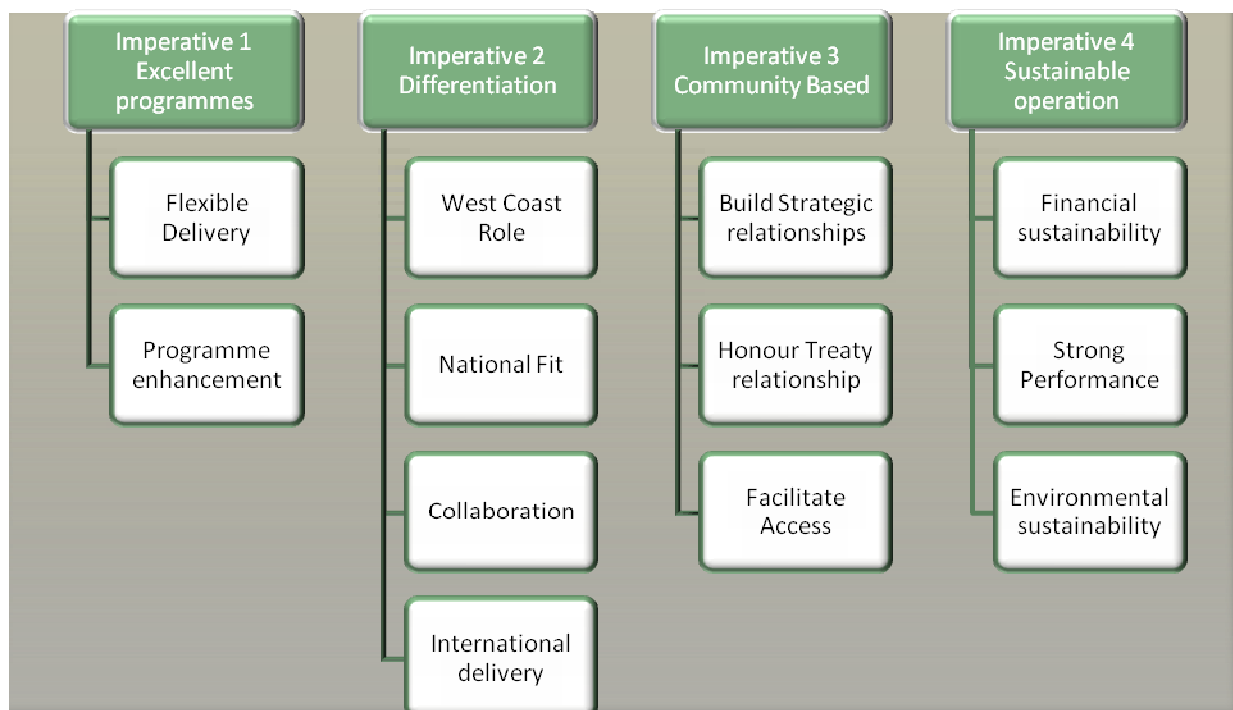 Imperative 1
Excellent
programmes
Flexible
Delivery
Programme
enhancement
Imperative 2
Differentiation
West Coast
Role
National Fit
Collaboration
International
delivery
Imperative 3
Community Based
Build Strategic
relationships
Honour Treaty
relationship
Facilitate
Access
Imperative 4
Sustainable
operation
Financial
sustainability
Strong
Performance
Environmental
sustainability